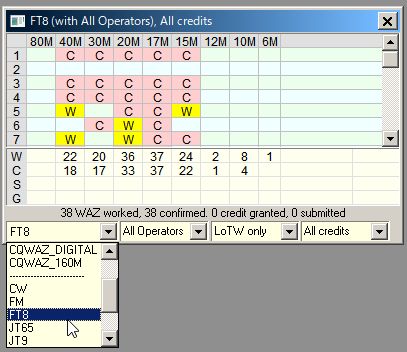 FT8 (with All Operators), All credits
80M 40M 30M 20M 17M 15M 12M 10M 6M
1 C C C C C
2
3 C C C C C
4 C C C C C
5 W C C W
6 C W C
7 W W C
W 22 20 36 37 24 2 8 1
C 18 17 33 37 22 1 4
S
G
38 WAZ worked, 38 confirmed. 0 credit granted, 0 submitted
FT8 All Operators LoTW only All credits
CQWAZ_DIGITAL
CQWAZ_160M
--------------------
CW
FM
FT8
JT65
JT9